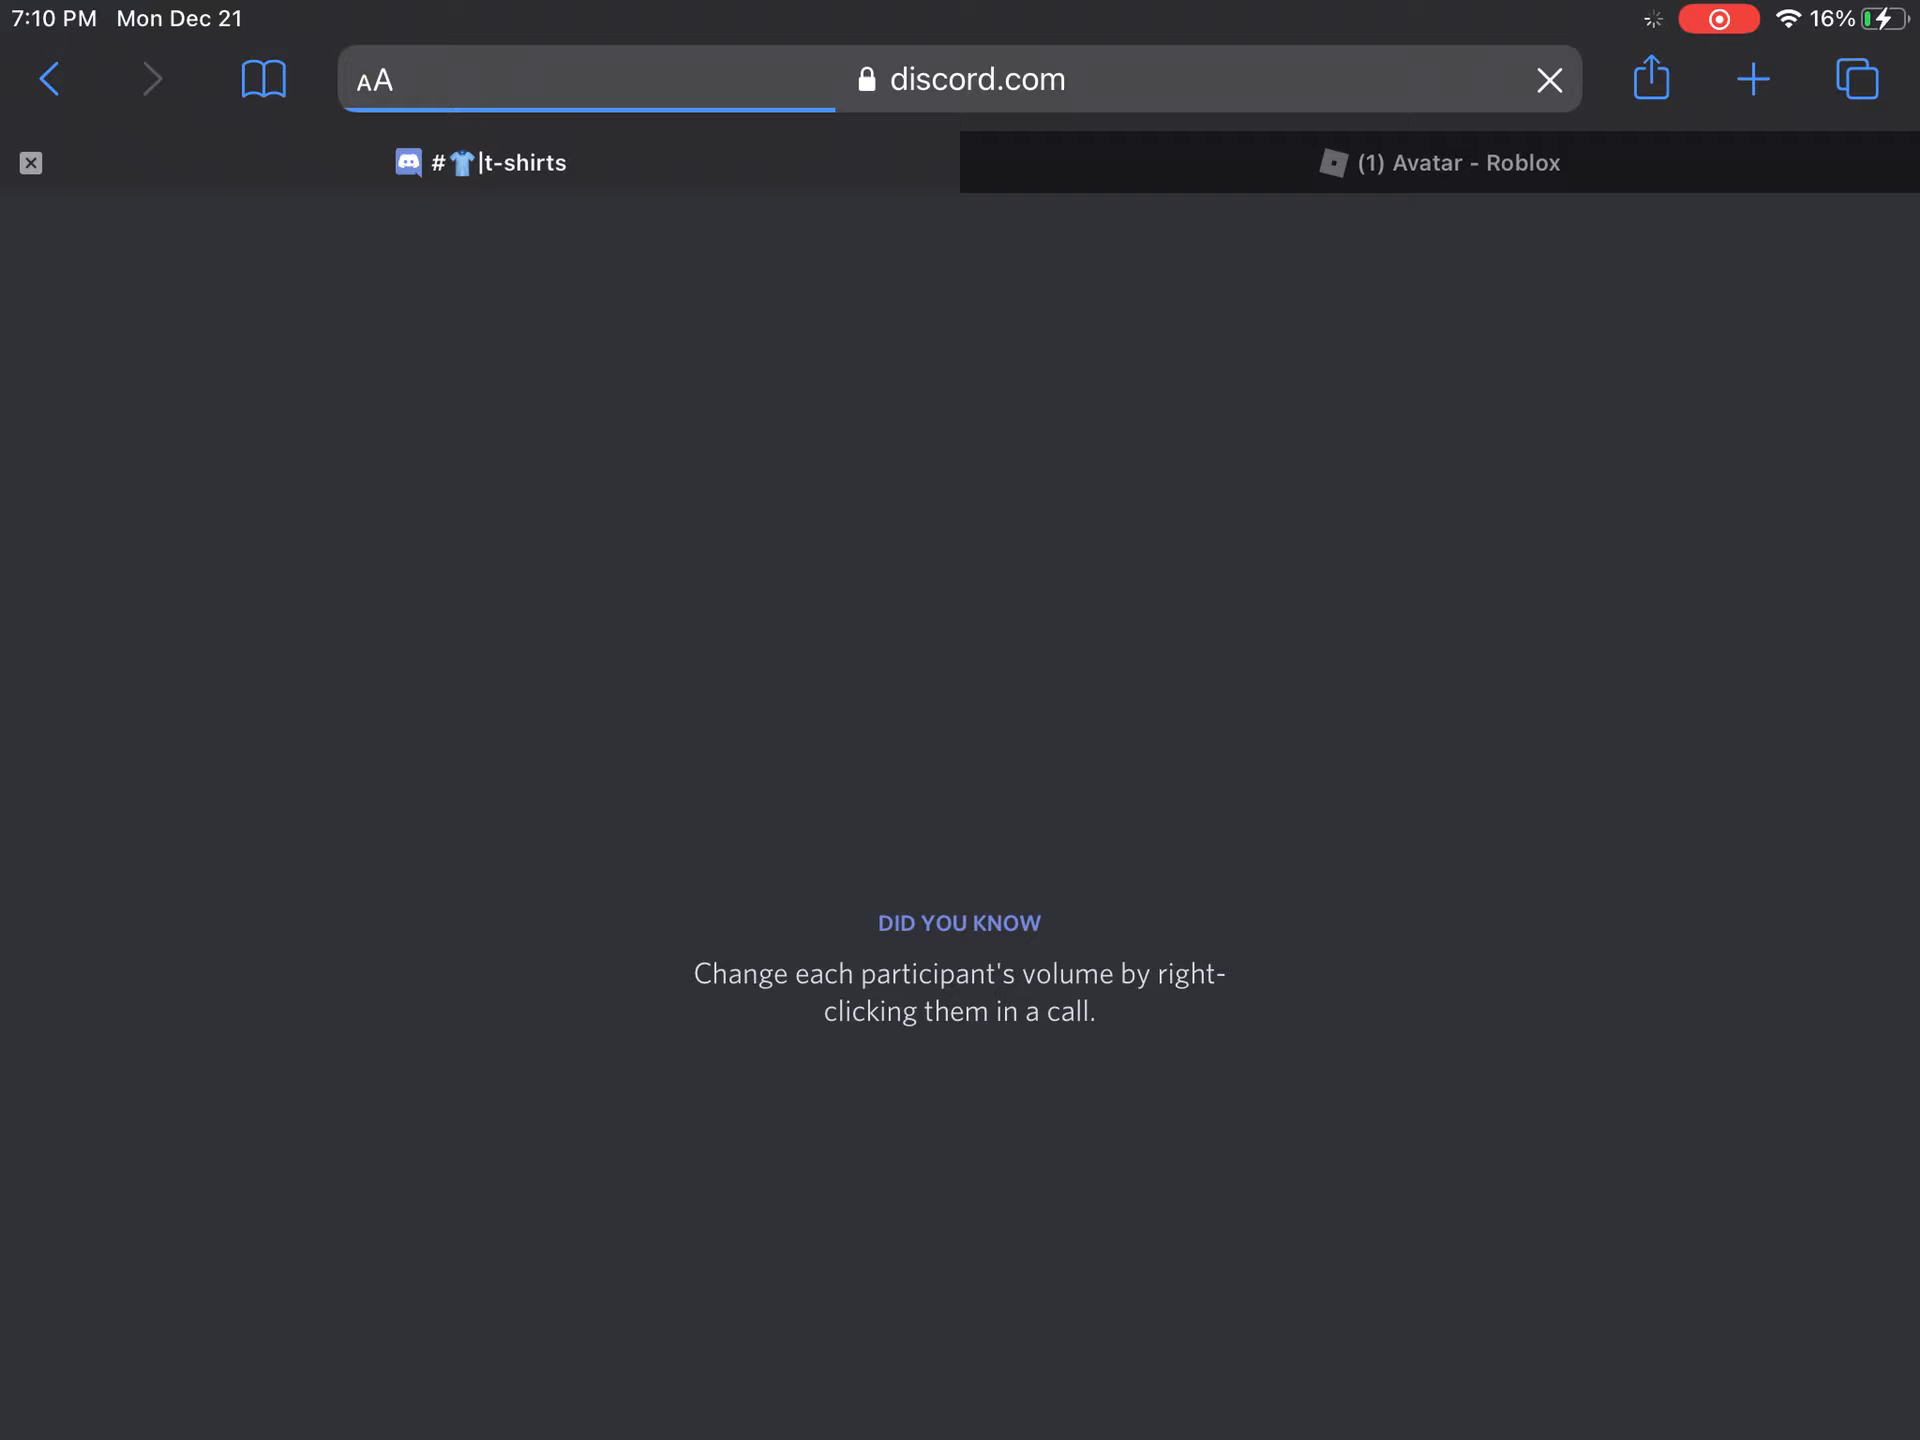 7:10 PM Mon Dec 21
16%
AA
discord.com
#👕|t-shirts
(1) Avatar - Roblox
DID YOU KNOW
Change each participant's volume by right-
clicking them in a call.